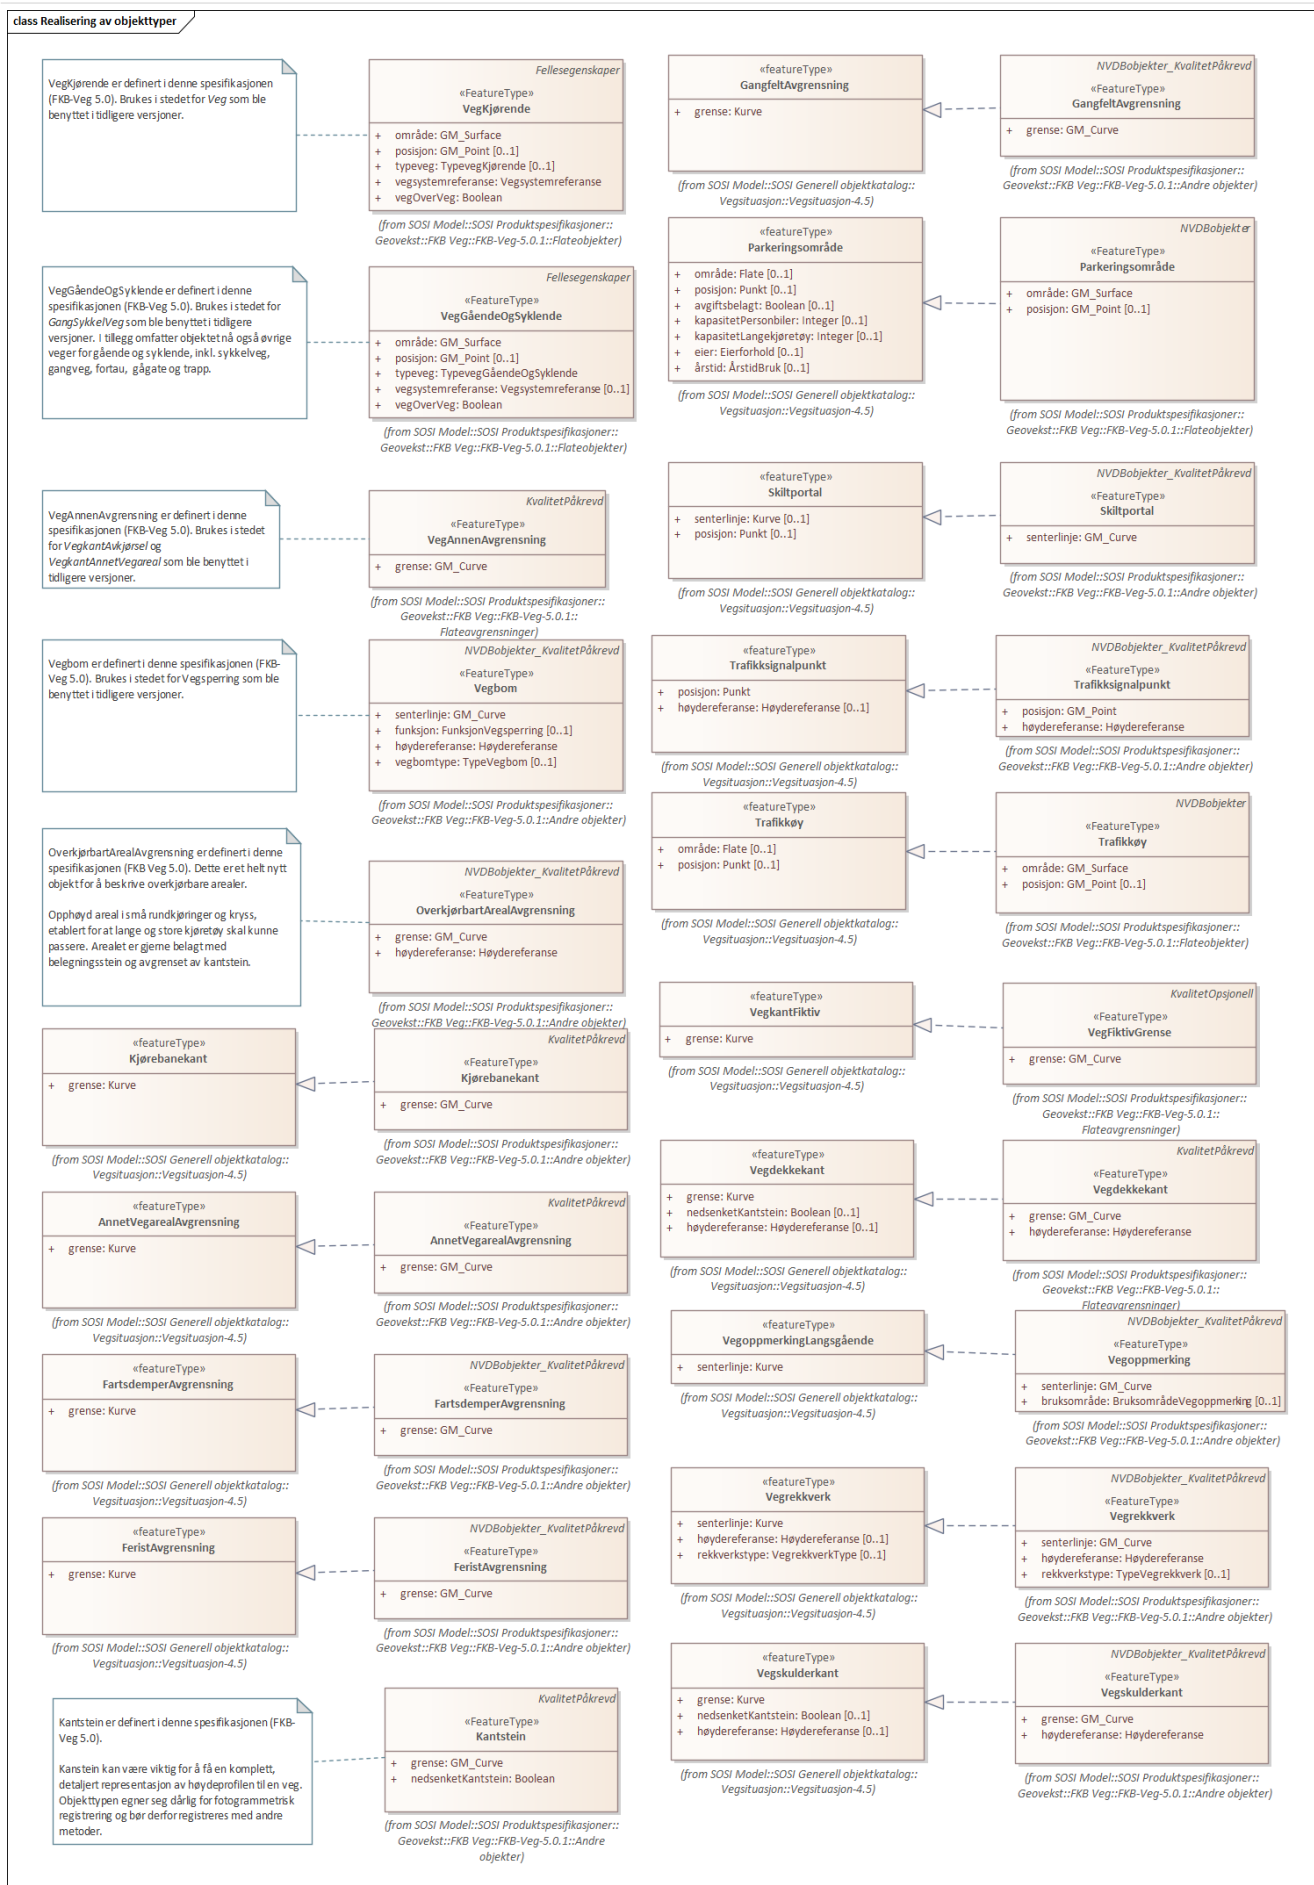 class Realisering av objekttyper
VegKjørende er definert i denne spesifikasjonen
(FKB-Veg 5.0). Brukes i stedet for Veg som ble
benyttet i tidligere versjoner.
Fellesegenskaper
«FeatureType»
VegKjørende
+ område: GM_Surface
+ posisjon: GM_Point [0..1]
+ typeveg: TypevegKjørende [0..1]
+ vegsystemreferanse: Vegsystemreferanse
+ vegOverVeg: Boolean
(from SOSI Model::SOSI Produktspesifikasjoner::
Geovekst::FKB Veg::FKB-Veg-5.0.1::Flateobjekter)
VegGåendeOgSyklende er definert i denne
spesifikasjonen (FKB-Veg 5.0). Brukes i stedet for
GangSykkelVeg som ble benyttet i tidligere
versjoner. I tillegg omfatter objektet nå også øvrige
veger for gående og syklende, inkl. sykkelveg,
gangveg, fortau, gågate og trapp.
Fellesegenskaper
«FeatureType»
VegGåendeOgSyklende
+ område: GM_Surface
+ posisjon: GM_Point [0..1]
+ typeveg: TypevegGåendeOgSyklende
+ vegsystemreferanse: Vegsystemreferanse [0..1]
+ vegOverVeg: Boolean
(from SOSI Model::SOSI Produktspesifikasjoner::
Geovekst::FKB Veg::FKB-Veg-5.0.1::Flateobjekter)
VegAnnenAvgrensning er definert i denne
spesifikasjonen (FKB-Veg 5.0). Brukes i stedet
for VegkantAvkjørsel og
VegkantAnnetVegareal som ble benyttet i
tidligere versjoner.
KvalitetPåkrevd
«FeatureType»
VegAnnenAvgrensning
+ grense: GM_Curve
(from SOSI Model::SOSI Produktspesifikasjoner::
Geovekst::FKB Veg::FKB-Veg-5.0.1::
Flateavgrensninger)
Vegbom er definert i denne spesifikasjonen (FKB-
Veg 5.0). Brukes i stedet for Vegsperring som ble
benyttet i tidligere versjoner.
NVDBobjekter_KvalitetPåkrevd
«FeatureType»
Vegbom
+ senterlinje: GM_Curve
+ funksjon: FunksjonVegsperring [0..1]
+ høydereferanse: Høydereferanse
+ vegbomtype: TypeVegbom [0..1]
(from SOSI Model::SOSI Produktspesifikasjoner::
Geovekst::FKB Veg::FKB-Veg-5.0.1::Andre objekter)
OverkjørbartArealAvgrensning er definert i denne
spesifikasjonen (FKB Veg 5.0). Dette er et helt nytt
objekt for å beskrive overkjørbare arealer.
Opphøyd areal i små rundkjøringer og kryss,
etablert for at lange og store kjøretøy skal kunne
passere. Arealet er gjerne belagt med
belegningsstein og avgrenset av kantstein.
NVDBobjekter_KvalitetPåkrevd
«FeatureType»
OverkjørbartArealAvgrensning
+ grense: GM_Curve
+ høydereferanse: Høydereferanse
(from SOSI Model::SOSI Produktspesifikasjoner::
Geovekst::FKB Veg::FKB-Veg-5.0.1::Andre objekter)
«featureType»
Kjørebanekant
+ grense: Kurve
(from SOSI Model::SOSI Generell objektkatalog::
Vegsituasjon::Vegsituasjon-4.5)
KvalitetPåkrevd
«FeatureType»
Kjørebanekant
+ grense: GM_Curve
(from SOSI Model::SOSI Produktspesifikasjoner::
Geovekst::FKB Veg::FKB-Veg-5.0.1::Andre objekter)
«featureType»
AnnetVegarealAvgrensning
+ grense: Kurve
(from SOSI Model::SOSI Generell objektkatalog::
Vegsituasjon::Vegsituasjon-4.5)
KvalitetPåkrevd
«FeatureType»
AnnetVegarealAvgrensning
+ grense: GM_Curve
(from SOSI Model::SOSI Produktspesifikasjoner::
Geovekst::FKB Veg::FKB-Veg-5.0.1::Andre objekter)
«featureType»
FartsdemperAvgrensning
+ grense: Kurve
(from SOSI Model::SOSI Generell objektkatalog::
Vegsituasjon::Vegsituasjon-4.5)
NVDBobjekter_KvalitetPåkrevd
«FeatureType»
FartsdemperAvgrensning
+ grense: GM_Curve
(from SOSI Model::SOSI Produktspesifikasjoner::
Geovekst::FKB Veg::FKB-Veg-5.0.1::Andre objekter)
«featureType»
FeristAvgrensning
+ grense: Kurve
(from SOSI Model::SOSI Generell objektkatalog::
Vegsituasjon::Vegsituasjon-4.5)
NVDBobjekter_KvalitetPåkrevd
«FeatureType»
FeristAvgrensning
+ grense: GM_Curve
(from SOSI Model::SOSI Produktspesifikasjoner::
Geovekst::FKB Veg::FKB-Veg-5.0.1::Andre objekter)
Kantstein er definert i denne spesifikasjonen (FKB-
Veg 5.0).
Kanstein kan være viktig for å få en komplett,
detaljert representasjon av høydeprofilen til en veg.
Objekttypen egner seg dårlig for fotogrammetrisk
registrering og bør derfor registreres med andre
metoder.
KvalitetPåkrevd
«FeatureType»
Kantstein
+ grense: GM_Curve
+ nedsenketKantstein: Boolean
(from SOSI Model::SOSI Produktspesifikasjoner::
Geovekst::FKB Veg::FKB-Veg-5.0.1::Andre
objekter)
«featureType»
GangfeltAvgrensning
+ grense: Kurve
(from SOSI Model::SOSI Generell objektkatalog::
Vegsituasjon::Vegsituasjon-4.5)
NVDBobjekter_KvalitetPåkrevd
«FeatureType»
GangfeltAvgrensning
+ grense: GM_Curve
(from SOSI Model::SOSI Produktspesifikasjoner::
Geovekst::FKB Veg::FKB-Veg-5.0.1::Andre objekter)
«featureType»
Parkeringsområde
+ område: Flate [0..1]
+ posisjon: Punkt [0..1]
+ avgiftsbelagt: Boolean [0..1]
+ kapasitetPersonbiler: Integer [0..1]
+ kapasitetLangekjøretøy: Integer [0..1]
+ eier: Eierforhold [0..1]
+ årstid: ÅrstidBruk [0..1]
(from SOSI Model::SOSI Generell objektkatalog::
Vegsituasjon::Vegsituasjon-4.5)
NVDBobjekter
«FeatureType»
Parkeringsområde
+ område: GM_Surface
+ posisjon: GM_Point [0..1]
(from SOSI Model::SOSI Produktspesifikasjoner::
Geovekst::FKB Veg::FKB-Veg-5.0.1::Flateobjekter)
«featureType»
Skiltportal
+ senterlinje: Kurve [0..1]
+ posisjon: Punkt [0..1]
(from SOSI Model::SOSI Generell objektkatalog::
Vegsituasjon::Vegsituasjon-4.5)
NVDBobjekter_KvalitetPåkrevd
«FeatureType»
Skiltportal
+ senterlinje: GM_Curve
(from SOSI Model::SOSI Produktspesifikasjoner::
Geovekst::FKB Veg::FKB-Veg-5.0.1::Andre objekter)
«featureType»
Trafikksignalpunkt
+ posisjon: Punkt
+ høydereferanse: Høydereferanse [0..1]
(from SOSI Model::SOSI Generell objektkatalog::
Vegsituasjon::Vegsituasjon-4.5)
NVDBobjekter_KvalitetPåkrevd
«FeatureType»
Trafikksignalpunkt
+ posisjon: GM_Point
+ høydereferanse: Høydereferanse
(from SOSI Model::SOSI Produktspesifikasjoner::
Geovekst::FKB Veg::FKB-Veg-5.0.1::Andre objekter)
«featureType»
Trafikkøy
+ område: Flate [0..1]
+ posisjon: Punkt [0..1]
(from SOSI Model::SOSI Generell objektkatalog::
Vegsituasjon::Vegsituasjon-4.5)
NVDBobjekter
«FeatureType»
Trafikkøy
+ område: GM_Surface
+ posisjon: GM_Point [0..1]
(from SOSI Model::SOSI Produktspesifikasjoner::
Geovekst::FKB Veg::FKB-Veg-5.0.1::Flateobjekter)
«featureType»
VegkantFiktiv
+ grense: Kurve
(from SOSI Model::SOSI Generell objektkatalog::
Vegsituasjon::Vegsituasjon-4.5)
KvalitetOpsjonell
«FeatureType»
VegFiktivGrense
+ grense: GM_Curve
(from SOSI Model::SOSI Produktspesifikasjoner::
Geovekst::FKB Veg::FKB-Veg-5.0.1::
Flateavgrensninger)
«featureType»
Vegdekkekant
+ grense: Kurve
+ nedsenketKantstein: Boolean [0..1]
+ høydereferanse: Høydereferanse [0..1]
(from SOSI Model::SOSI Generell objektkatalog::
Vegsituasjon::Vegsituasjon-4.5)
KvalitetPåkrevd
«FeatureType»
Vegdekkekant
+ grense: GM_Curve
+ høydereferanse: Høydereferanse
(from SOSI Model::SOSI Produktspesifikasjoner::
Geovekst::FKB Veg::FKB-Veg-5.0.1::
Flateavgrensninger)
«featureType»
VegoppmerkingLangsgående
+ senterlinje: Kurve
(from SOSI Model::SOSI Generell objektkatalog::
Vegsituasjon::Vegsituasjon-4.5)
NVDBobjekter_KvalitetPåkrevd
«FeatureType»
Vegoppmerking
+ senterlinje: GM_Curve
+ bruksområde: BruksområdeVegoppmerking [0..1]
(from SOSI Model::SOSI Produktspesifikasjoner::
Geovekst::FKB Veg::FKB-Veg-5.0.1::Andre objekter)
«featureType»
Vegrekkverk
+ senterlinje: Kurve
+ høydereferanse: Høydereferanse [0..1]
+ rekkverkstype: VegrekkverkType [0..1]
(from SOSI Model::SOSI Generell objektkatalog::
Vegsituasjon::Vegsituasjon-4.5)
NVDBobjekter_KvalitetPåkrevd
«FeatureType»
Vegrekkverk
+ senterlinje: GM_Curve
+ høydereferanse: Høydereferanse
+ rekkverkstype: TypeVegrekkverk [0..1]
(from SOSI Model::SOSI Produktspesifikasjoner::
Geovekst::FKB Veg::FKB-Veg-5.0.1::Andre objekter)
«featureType»
Vegskulderkant
+ grense: Kurve
+ nedsenketKantstein: Boolean [0..1]
+ høydereferanse: Høydereferanse [0..1]
(from SOSI Model::SOSI Generell objektkatalog::
Vegsituasjon::Vegsituasjon-4.5)
NVDBobjekter_KvalitetPåkrevd
«FeatureType»
Vegskulderkant
+ grense: GM_Curve
+ høydereferanse: Høydereferanse
(from SOSI Model::SOSI Produktspesifikasjoner::
Geovekst::FKB Veg::FKB-Veg-5.0.1::Andre objekter)